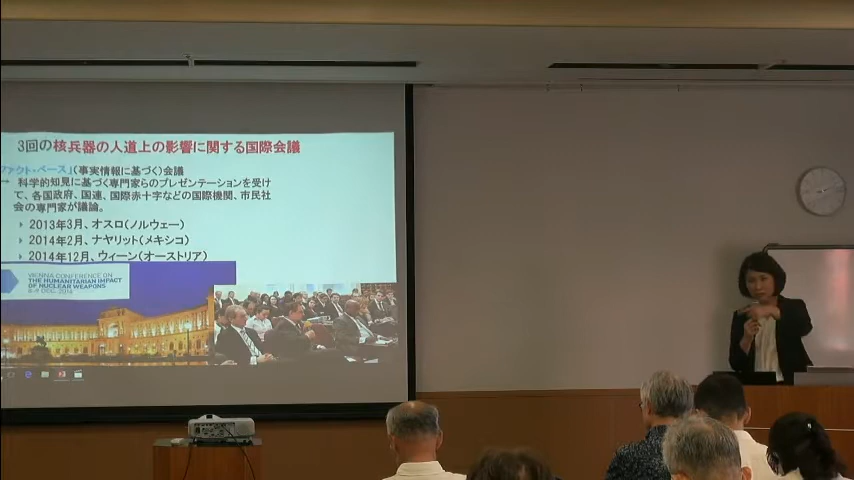 3回の核兵器の人道上の影響に関する国際会議
ファクト・ベース」(事実情報に基づく)会議
→ 科学的知見に基づく専門家らのプレゼンテーションを受け
て、各国政府、国連、国際赤十字などの国際機関、市民社
会の専門家が議論。
2013年3月、オスロ(ノルウェー)
2014年2月、ナヤリット(メキシコ)
2014年12月、ウィーン(オーストリア)
VIENNA CONFERENCE ON
THE HUMANITARIAN IMPACT
OF NUCLEAR WEAPONS
8-9 DEC 2014